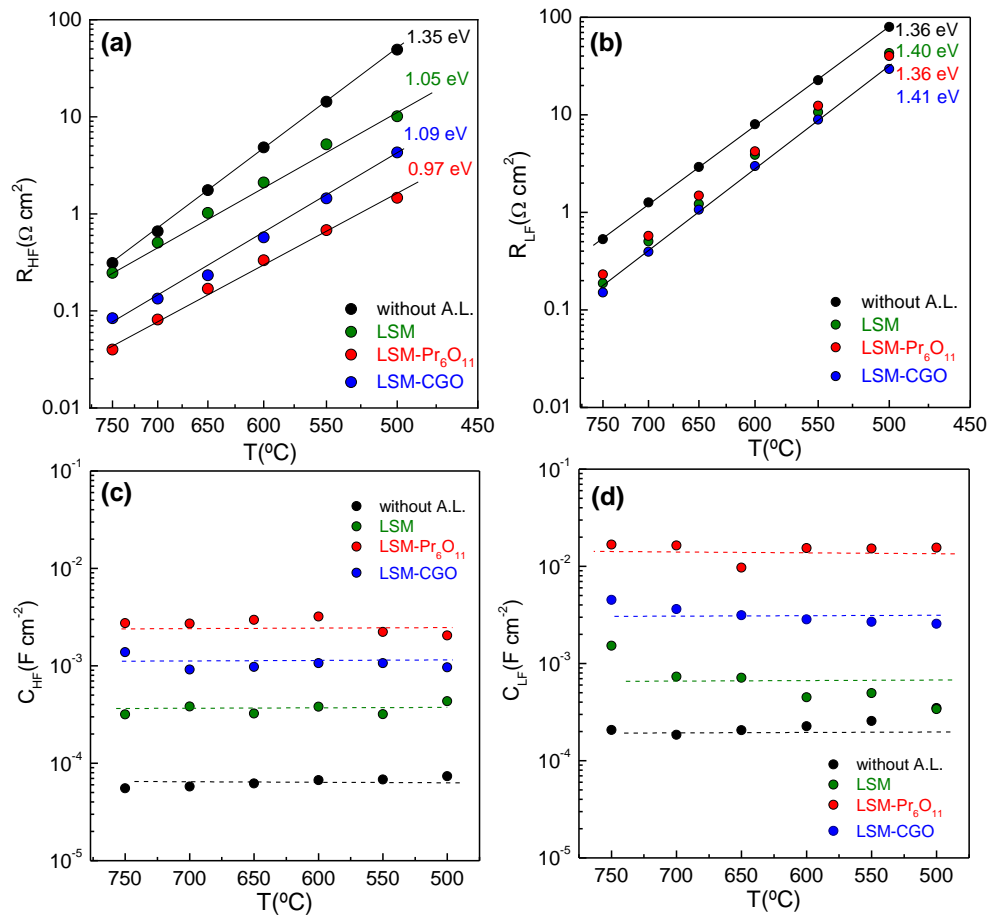 (a)
100
10
1
0.1
0.01
R_HF(Ω cm²)
1.35 eV
1.05 eV
1.09 eV
0.97 eV
without A.L.
LSM
LSM-Pr₆O₁₁
LSM-CGO
750 700 650 600 550 500 450
T(ºC)
(b)
100
10
1
0.1
0.01
R_LF(Ω cm²)
1.36 eV
1.40 eV
1.36 eV
1.41 eV
without A.L.
LSM
LSM-Pr₆O₁₁
LSM-CGO
750 700 650 600 550 500 450
T(ºC)
(c)
10⁻¹
10⁻²
10⁻³
10⁻⁴
10⁻⁵
C_HF(F cm⁻²)
without A.L.
LSM
LSM-Pr₆O₁₁
LSM-CGO
750 700 650 600 550 500
T(ºC)
(d)
10⁻¹
10⁻²
10⁻³
10⁻⁴
10⁻⁵
C_LF(F cm⁻²)
without A.L.
LSM
LSM-Pr₆O₁₁
LSM-CGO
750 700 650 600 550 500
T(ºC)